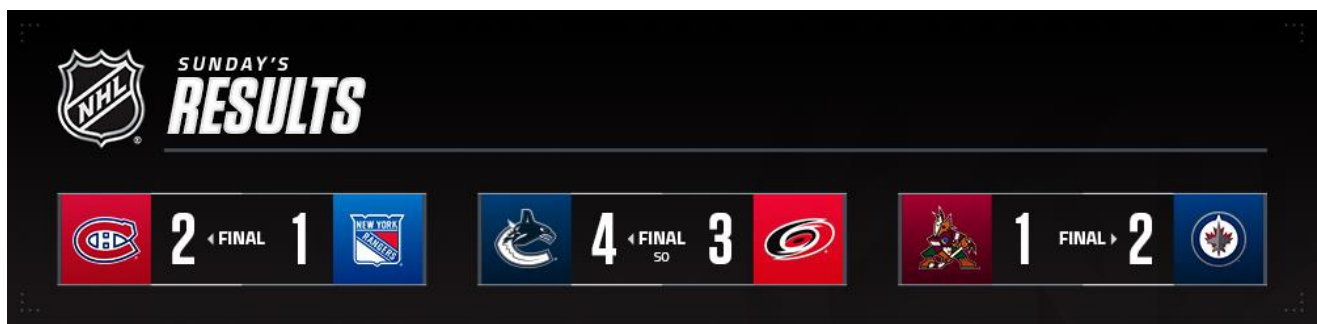 NHL
SUNDAY'S
RESULTS
2 FINAL 1
NEW YORK
RANGERS
4 FINAL 3
SO
1 FINAL 2